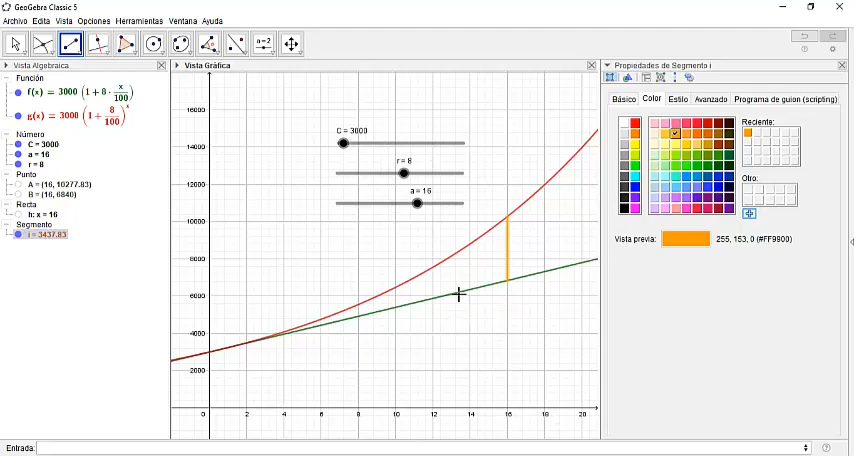 GeoGebra Classic 5
Archivo Edita Vista Opciones Herramientas Ventana Ayuda
a=2
Vista Algebraica
Vista Gráfica
Propiedades de Segmento i
Función
f(x) = 3000 (1 + 8 · x/100)
g(x) = 3000 (1 + 8/100)^x
Número
C = 3000
a = 16
r = 8
Punto
A = (16, 10277.83)
B = (16, 6840)
Recta
h: x = 16
Segmento
i = 3437.83
16000
14000
12000
10000
8000
6000
4000
2000
0
0 2 4 6 8 10 12 14 16 18 20
C = 3000
r = 8
a = 16
Básico Color Estilo Avanzado Programa de guion (scripting)
Reciente:
Otro:
Vista previa: 255, 153, 0 (#FF9900)
Entrada: